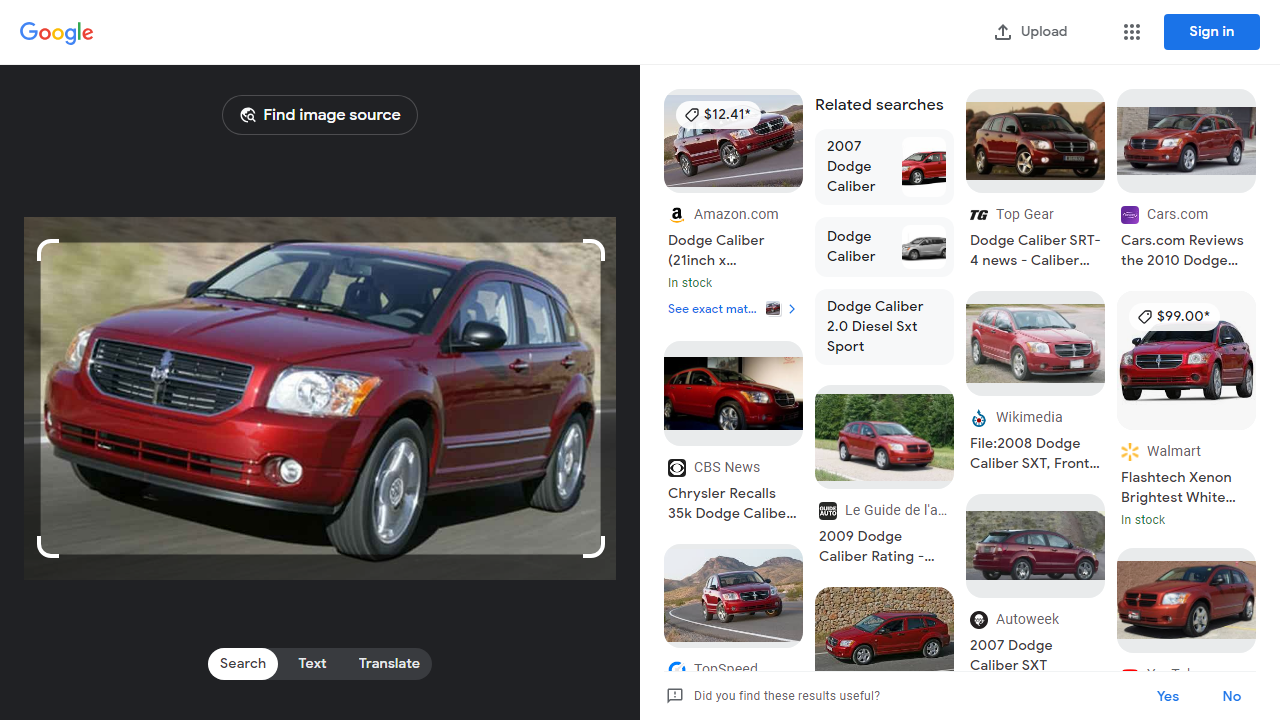 Google
Upload
Sign in
Find image source
Search
Text
Translate
$12.41*
Amazon.com
Dodge Caliber
(21inch x...
In stock
See exact mat...
CBS News
Chrysler Recalls
35k Dodge Calibe...
TopSpeed
Related searches
2007
Dodge
Caliber
Dodge
Caliber
Dodge Caliber
2.0 Diesel Sxt
Sport
GUIDE
AUTO
Le Guide de l'a...
2009 Dodge
Caliber Rating -...
TG
Top Gear
Dodge Caliber SRT-
4 news - Caliber...
Wikimedia
File:2008 Dodge
Caliber SXT, Front...
Autoweek
2007 Dodge
Caliber SXT
Cars.com
Cars.com Reviews
the 2010 Dodge...
$99.00*
Walmart
Flashtech Xenon
Brightest White...
In stock
Did you find these results useful?
Yes
No